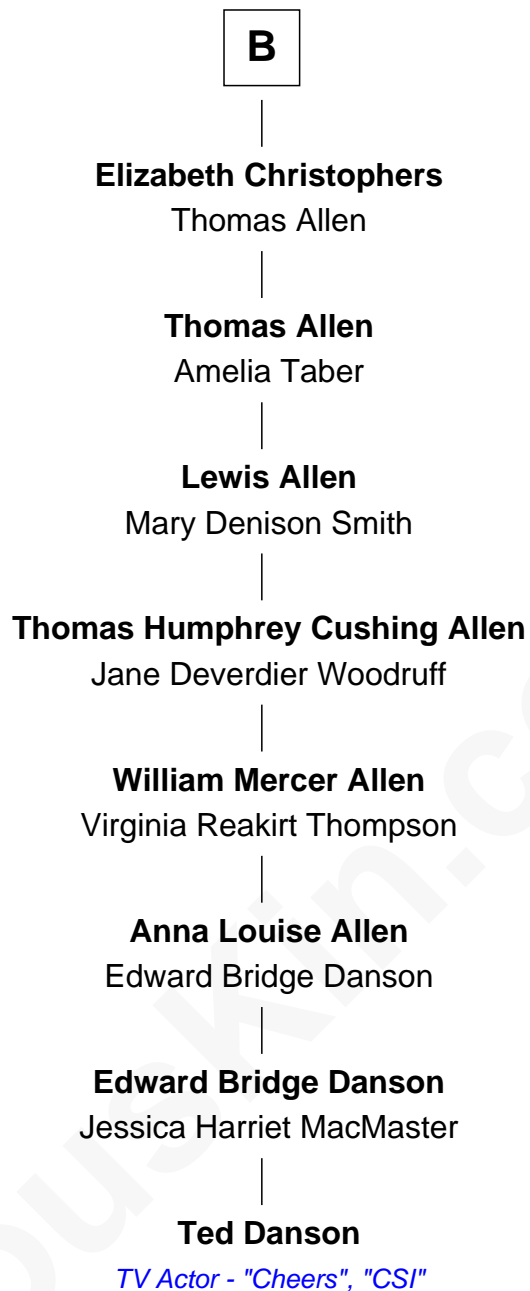 B
Elizabeth Christophers
Thomas Allen
Thomas Allen
Amelia Taber
Lewis Allen
Mary Denison Smith
Thomas Humphrey Cushing Allen
Jane Deverdier Woodruff
William Mercer Allen
Virginia Reakirt Thompson
Anna Louise Allen
Edward Bridge Danson
Edward Bridge Danson
Jessica Harriet MacMaster
Ted Danson
TV Actor - "Cheers", "CSI"